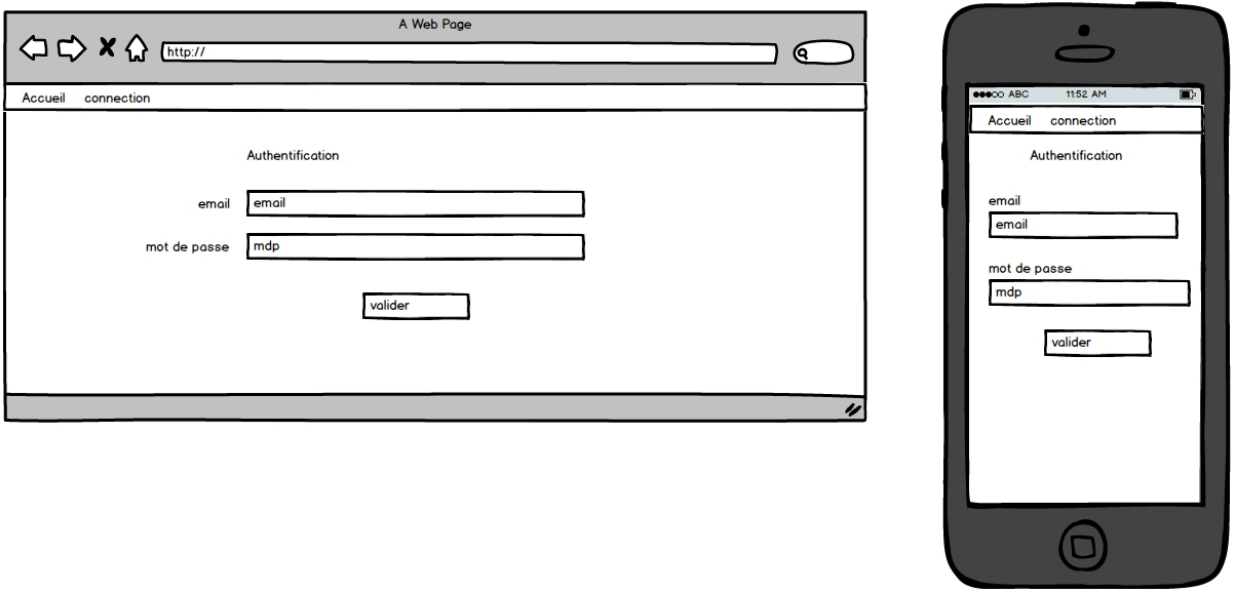 A Web Page
http://
Accueil connection
Authentification
email email
mot de passe mdp
valider
ABC 11:52 AM
Accueil connection
Authentification
email
email
mot de passe
mdp
valider